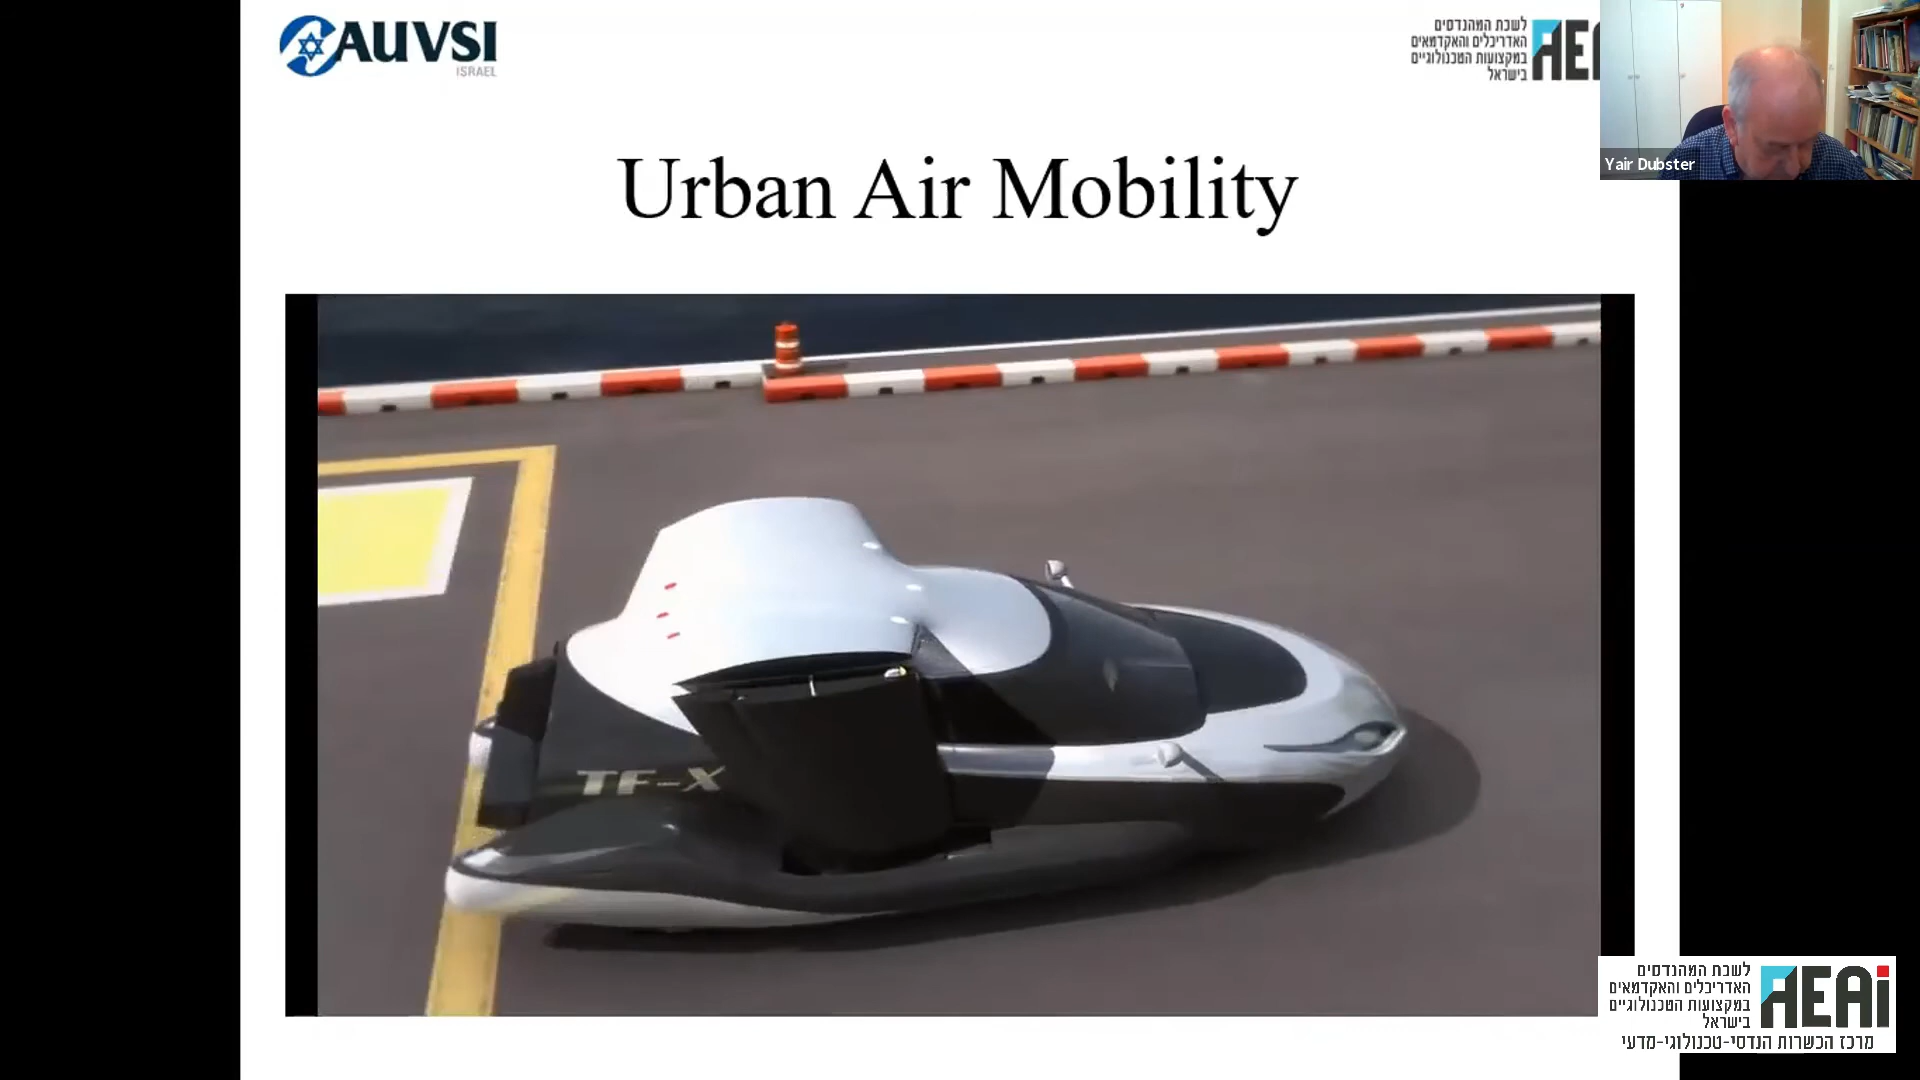 AUVSI
ISRAEL
לשכת המהנדסים
האדריכלים והאקדמאים
במקצועות הטכנולוגיים
בישראל
AE
Yair Dubster
Urban Air Mobility
TF-X
לשכת המהנדסים
האדריכלים והאקדמאים
במקצועות הטכנולוגיים
בישראל
AEAi
מרכז הכשרות הנדסי-טכנולוגי-מדעי